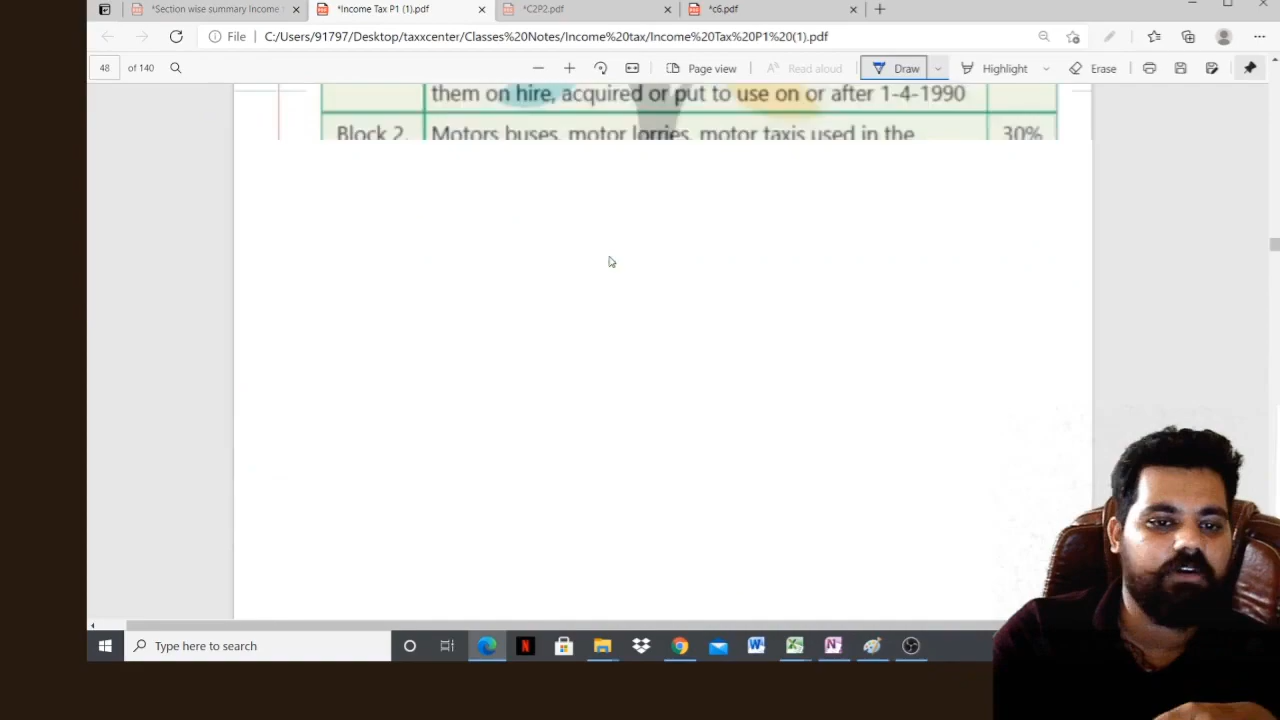 *Section wise summary Income
*Income Tax P1 (1).pdf
*C2P2.pdf
*c6.pdf
File
C:/Users/91797/Desktop/taxxcenter/Classes%20Notes/Income%20tax/Income%20Tax%20P1%20(1).pdf
48 of 140
Page view
Read aloud
Draw
Highlight
Erase
them on hire, acquired or put to use on or after 1-4-1990
Block 2. Motors buses, motor lorries, motor taxis used in the 30%
Type here to search